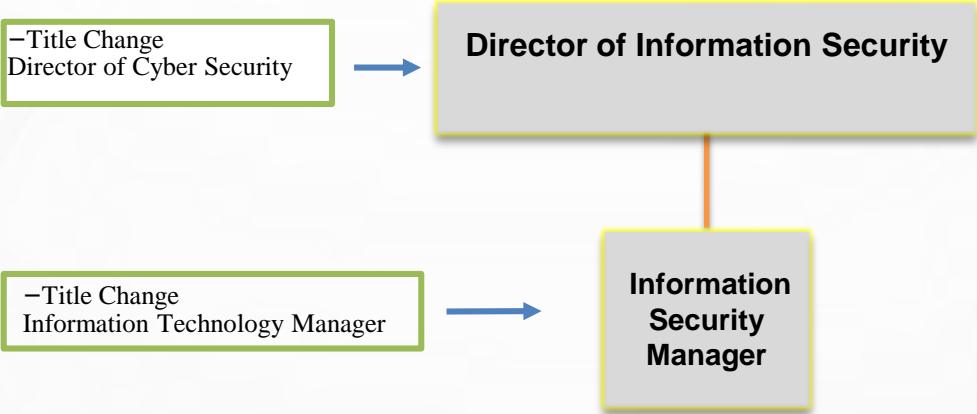 −Title Change
Director of Cyber Security
Director of Information Security
−Title Change
Information Technology Manager
Information
Security
Manager